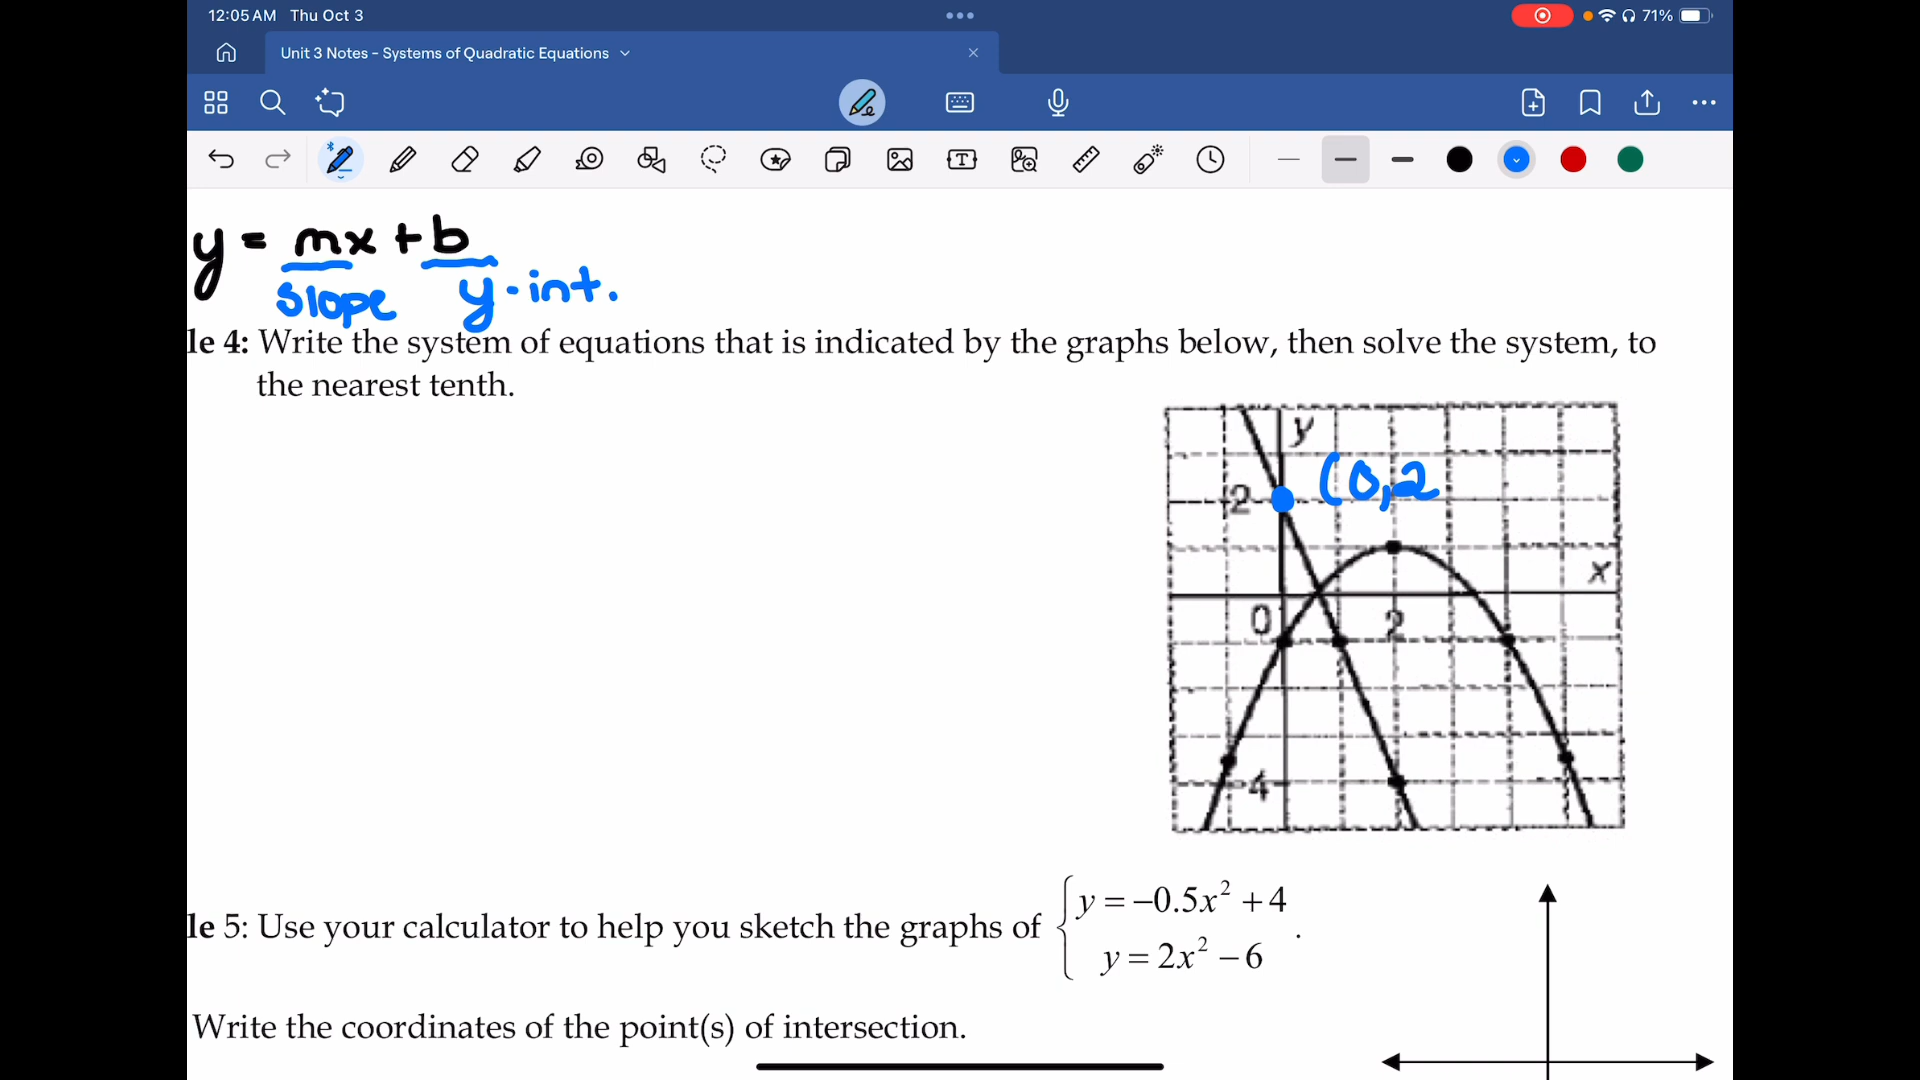 12:05 AM Thu Oct 3
71%
Unit 3 Notes - Systems of Quadratic Equations
y = mx + b
slope y-int.
le 4: Write the system of equations that is indicated by the graphs below, then solve the system, to
the nearest tenth.
y
(0,2
2
x
0
2
-4
le 5: Use your calculator to help you sketch the graphs of { y = −0.5x² + 4
y = 2x² − 6 .
Write the coordinates of the point(s) of intersection.